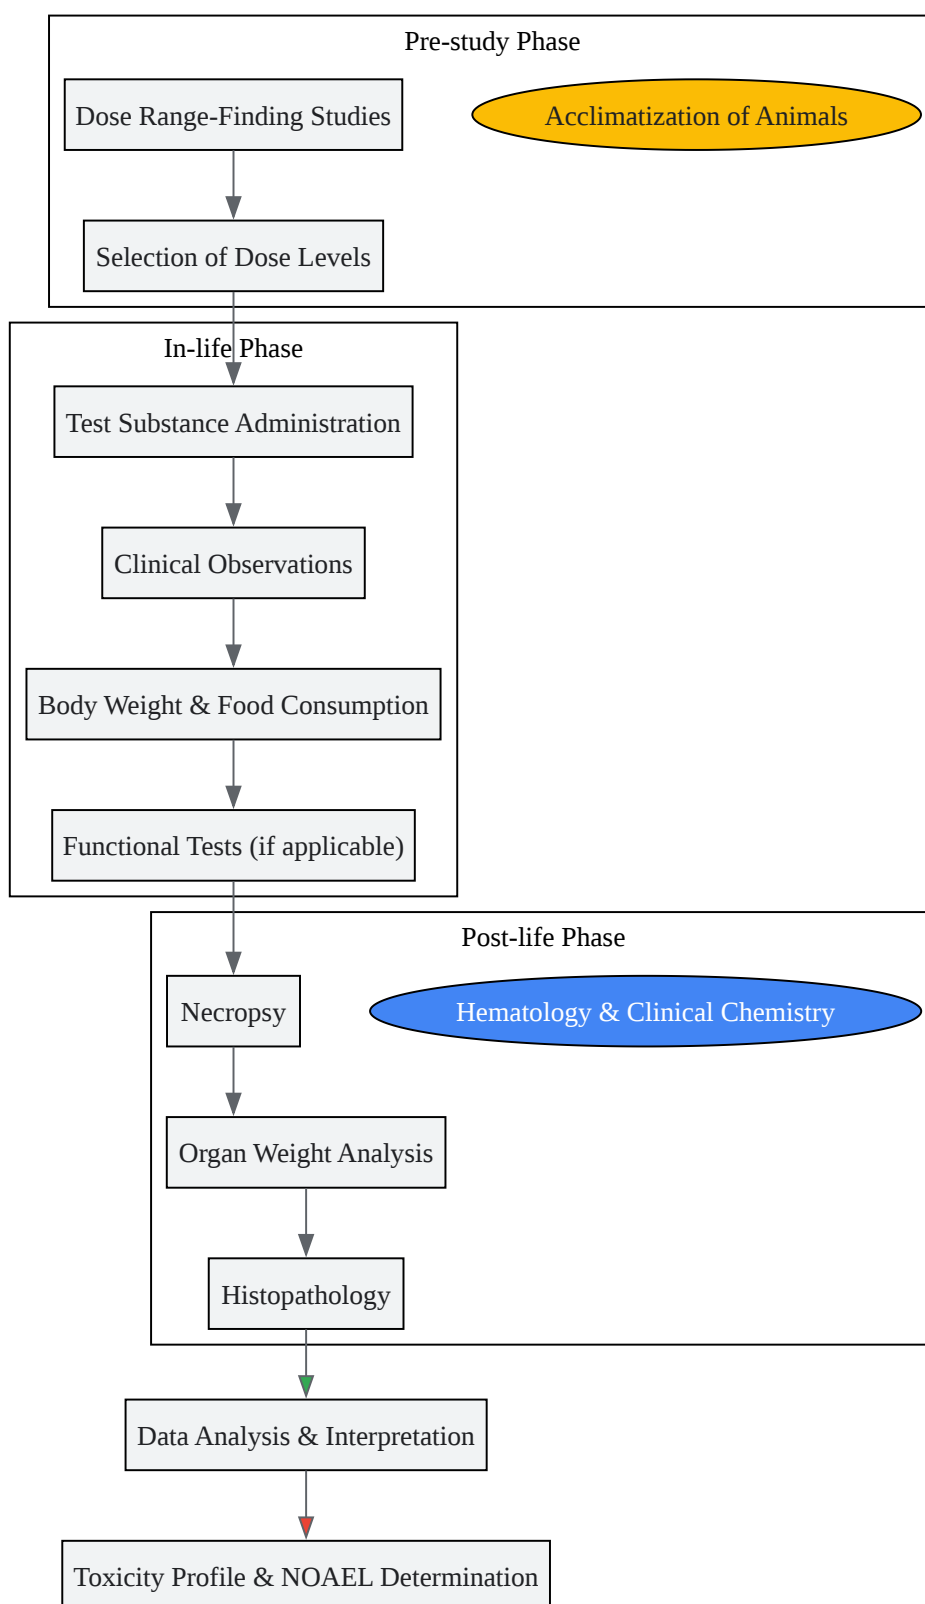 Pre-study Phase
Dose Range-Finding Studies
Acclimatization of Animals
Selection of Dose Levels
In-life Phase
Test Substance Administration
Clinical Observations
Body Weight & Food Consumption
Functional Tests (if applicable)
Post-life Phase
Necropsy
Hematology & Clinical Chemistry
Organ Weight Analysis
Histopathology
Data Analysis & Interpretation
Toxicity Profile & NOAEL Determination